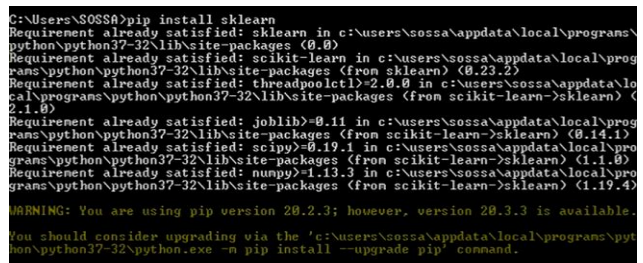 C:\Users\SOSSA>pip install sklearn
Requirement already satisfied: sklearn in c:\users\sossa\appdata\local\programs\
python\python37-32\lib\site-packages (0.0)
Requirement already satisfied: scikit-learn in c:\users\sossa\appdata\local\prog
rams\python\python37-32\lib\site-packages (from sklearn) (0.23.2)
Requirement already satisfied: threadpoolctl>=2.0.0 in c:\users\sossa\appdata\lo
cal\programs\python\python37-32\lib\site-packages (from scikit-learn->sklearn) (
2.1.0)
Requirement already satisfied: joblib>=0.11 in c:\users\sossa\appdata\local\prog
rams\python\python37-32\lib\site-packages (from scikit-learn->sklearn) (0.14.1)
Requirement already satisfied: scipy>=0.19.1 in c:\users\sossa\appdata\local\pro
grams\python\python37-32\lib\site-packages (from scikit-learn->sklearn) (1.1.0)
Requirement already satisfied: numpy>=1.13.3 in c:\users\sossa\appdata\local\pro
grams\python\python37-32\lib\site-packages (from scikit-learn->sklearn) (1.19.4)
WARNING: You are using pip version 20.2.3; however, version 20.3.3 is available.
You should consider upgrading via the 'c:\users\sossa\appdata\local\programs\pyt
hon\python37-32\python.exe -m pip install --upgrade pip' command.